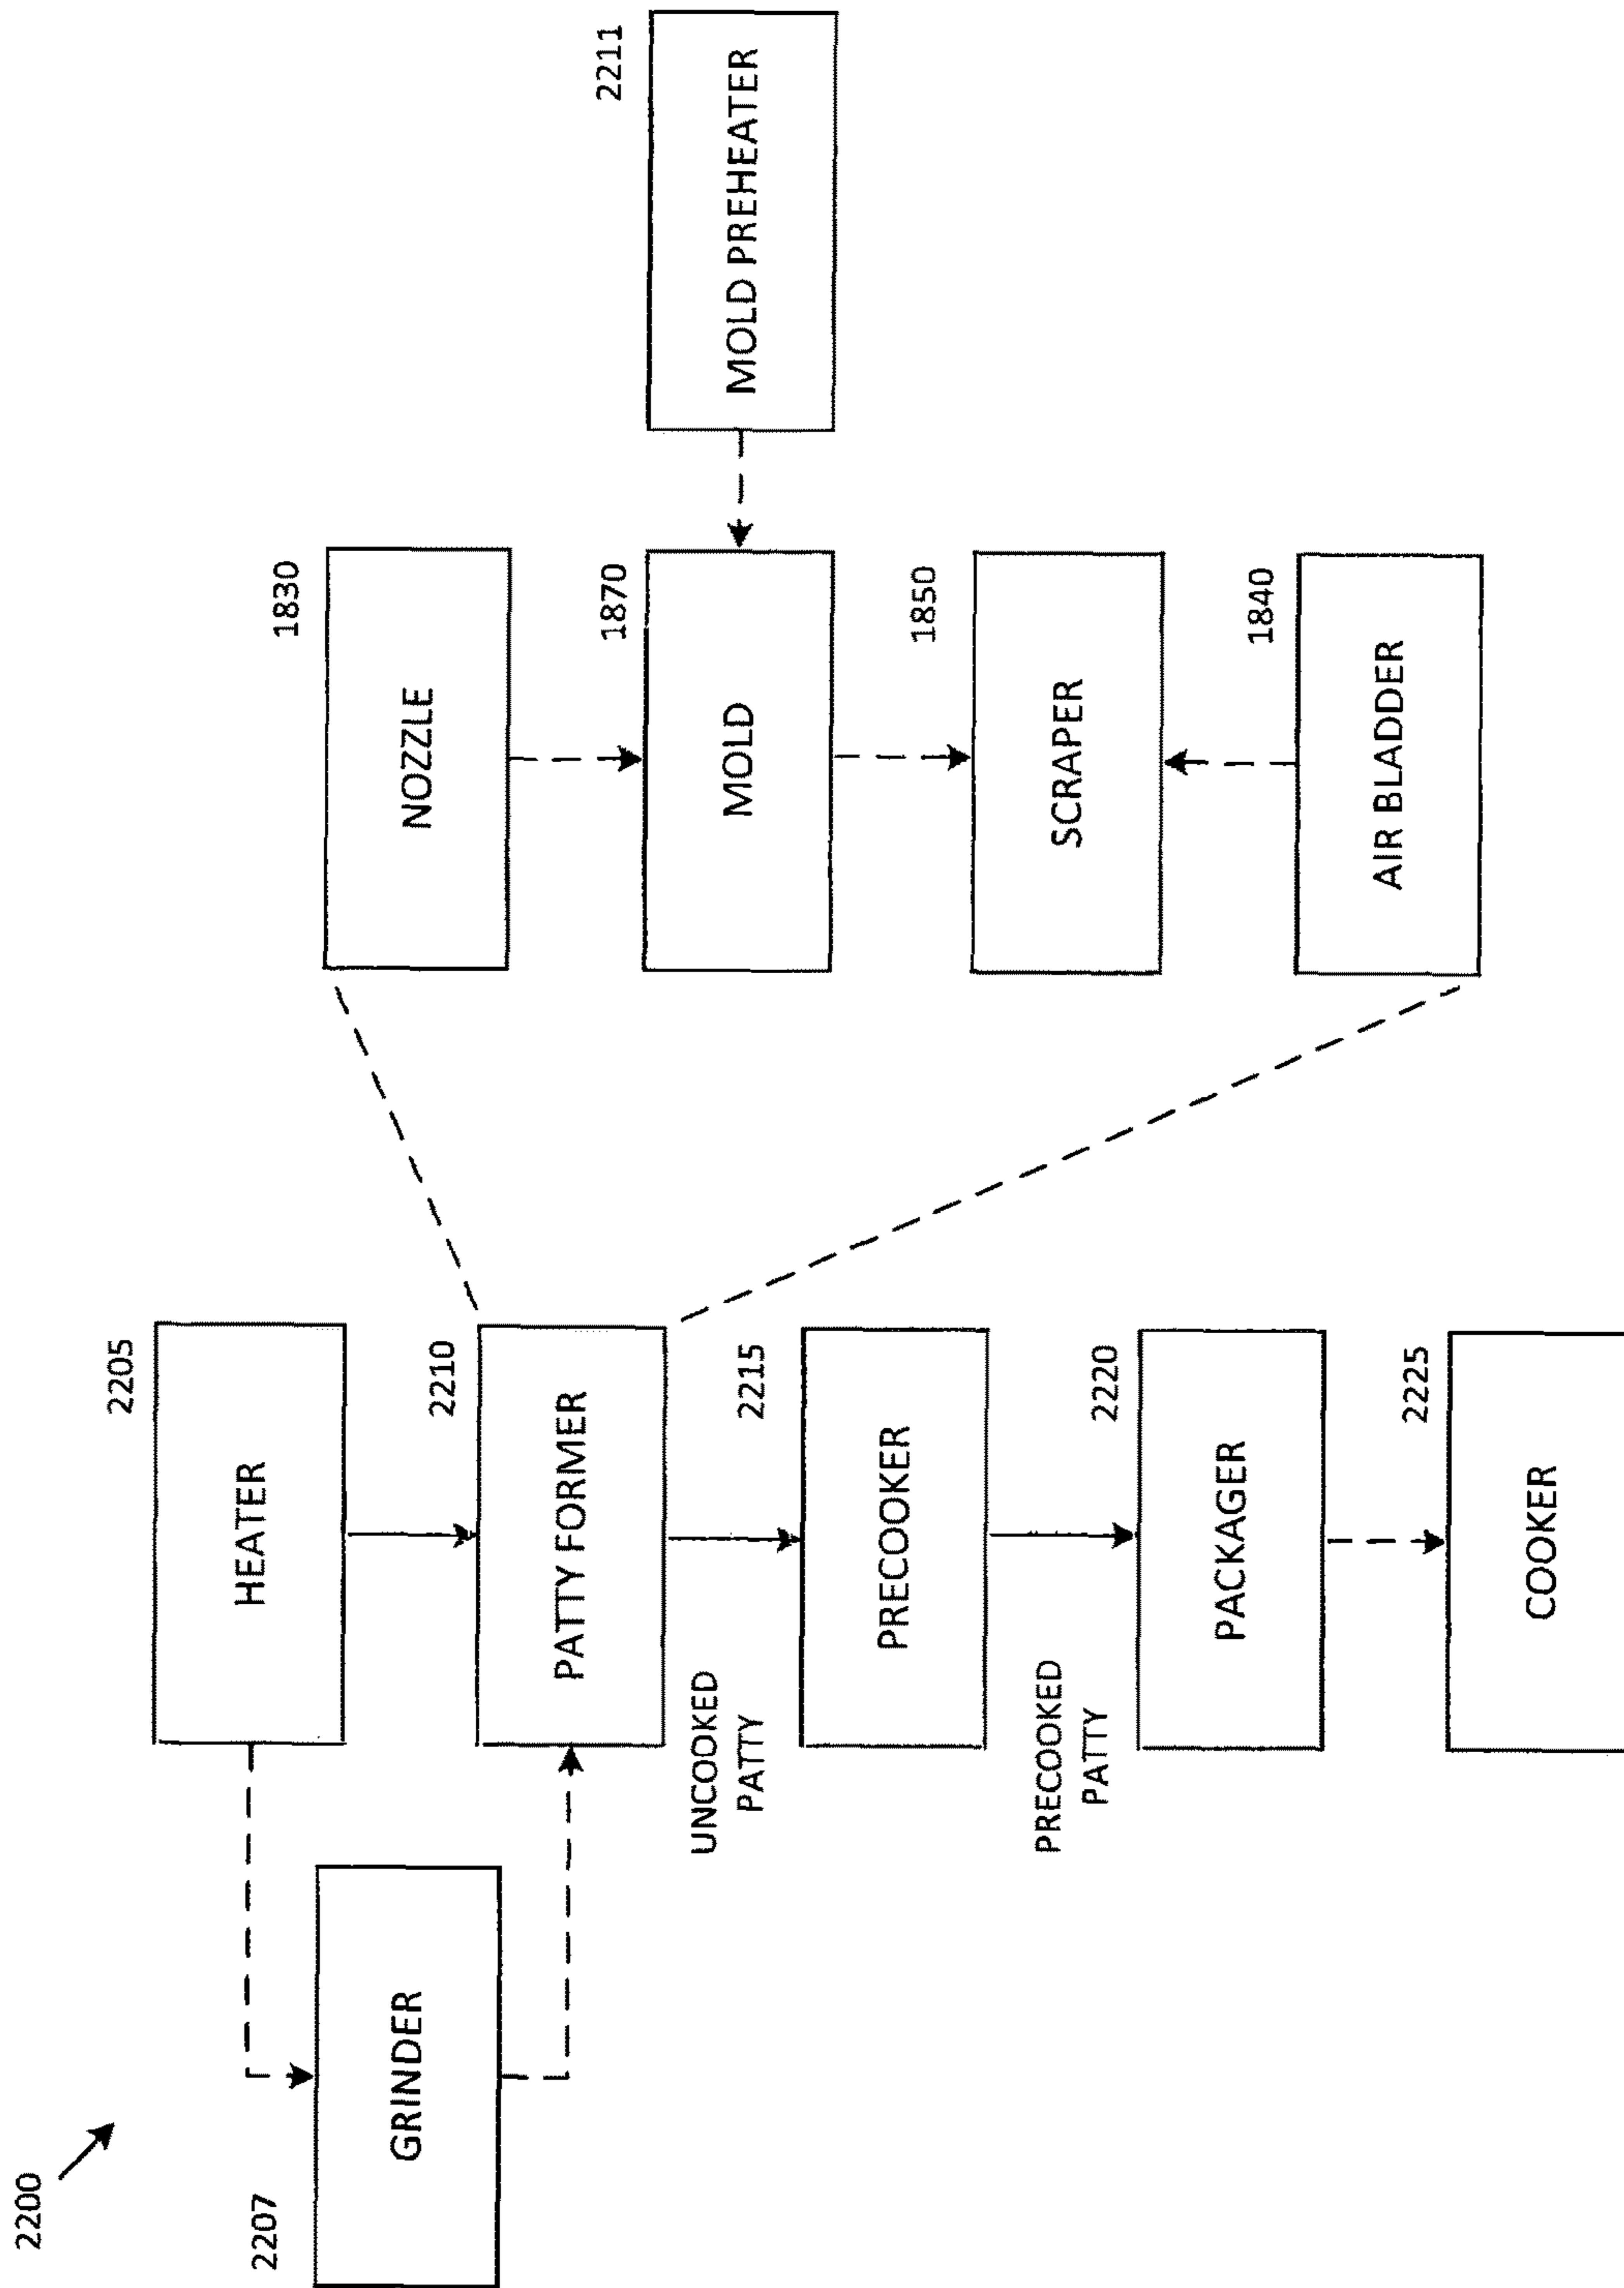 2200
2207
GRINDER
2205
HEATER
2210
PATTY FORMER
UNCOOKED
PATTY
2215
PRECOOKER
PRECOOKED
PATTY
2220
PACKAGER
2225
COOKER
1830
NOZZLE
1870
MOLD
1850
SCRAPER
1840
AIR BLADDER
2211
MOLD PREHEATER